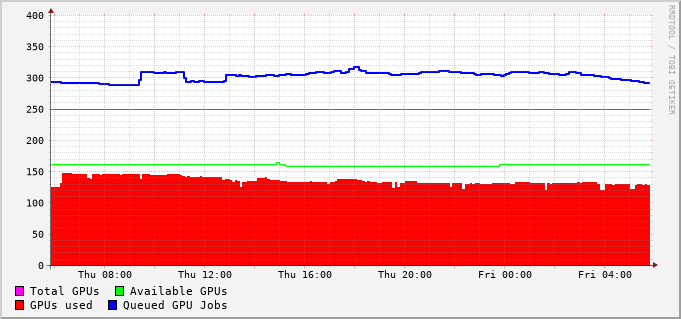 400
350
300
250
200
150
100
50
0
Thu 08:00 Thu 12:00 Thu 16:00 Thu 20:00 Fri 00:00 Fri 04:00
Total GPUs Available GPUs
GPUs used Queued GPU Jobs
RRDTOOL / TOBI OETIKER